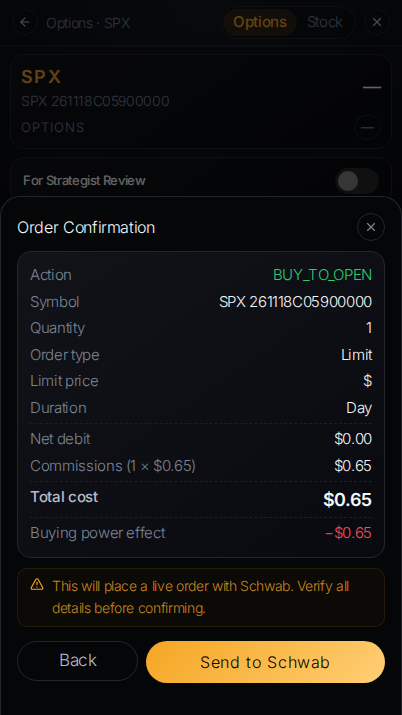 Options · SPX
Options Stock
SPX
SPX 261118C05900000
—
OPTIONS
—
For Strategist Review
Order Confirmation
Action BUY_TO_OPEN
Symbol SPX 261118C05900000
Quantity 1
Order type Limit
Limit price $
Duration Day
Net debit $0.00
Commissions (1 × $0.65) $0.65
Total cost $0.65
Buying power effect −$0.65
This will place a live order with Schwab. Verify all
details before confirming.
Back Send to Schwab